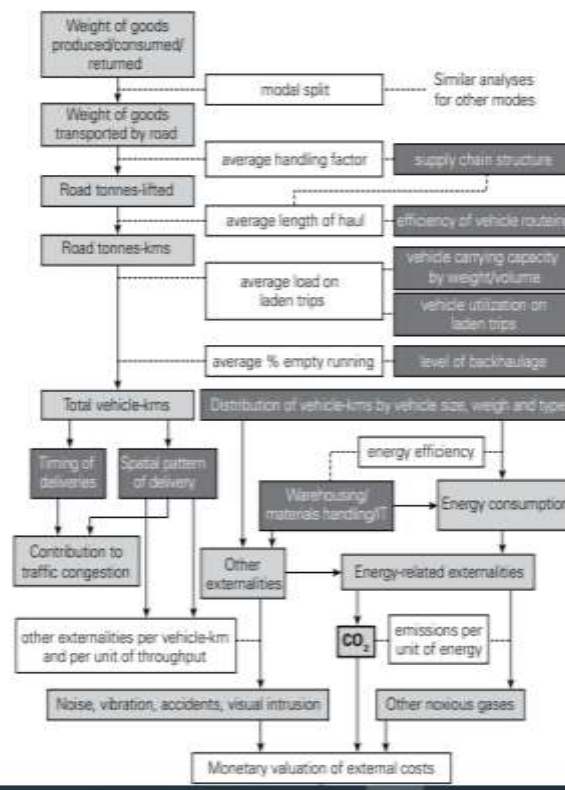 Weight of goods
produced/consumed/
returned
modal split
Similar analyses
for other modes
Weight of goods
transported by road
average handling factor
supply chain structure
Road tonnes-lifted
average length of haul
efficiency of vehicle routeing
Road tonnes-kms
vehicle carrying capacity
by weight/volume
average load on
laden trips
vehicle utilization on
laden trips
average % empty running
level of backhaulage
Total vehicle-kms
Distribution of vehicle-kms by vehicle size, weigh and type
energy efficiency
Timing of
deliveries
Spatial pattern
of delivery
Warehousing/
materials handling/IT
Energy consumption
Contribution to
traffic congestion
Other
externalities
Energy-related externalities
other externalities per vehicle-km
and per unit of throughput
CO₂
emissions per
unit of energy
Noise, vibration, accidents, visual intrusion
Other noxious gases
Monetary valuation of external costs